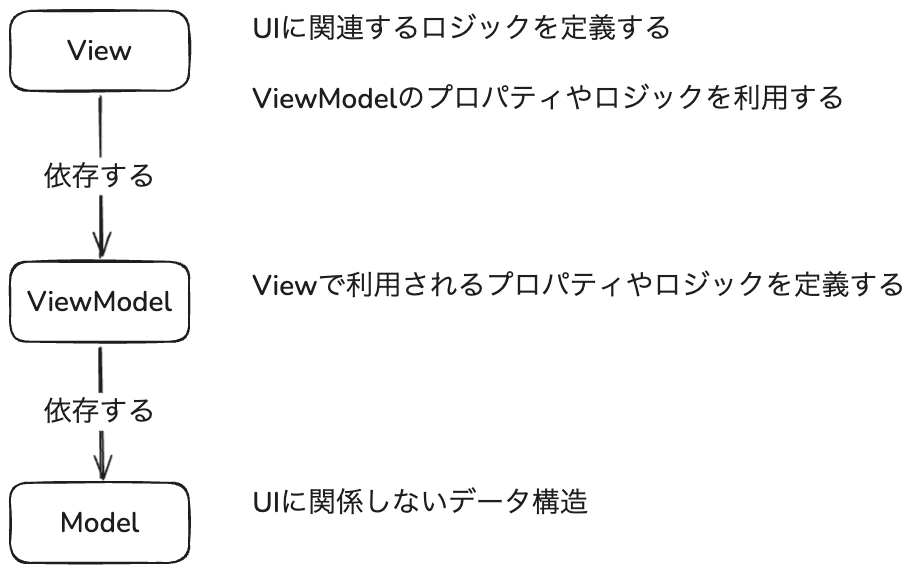 View
UIに関連するロジックを定義する
ViewModelのプロパティやロジックを利用する
依存する
ViewModel
Viewで利用されるプロパティやロジックを定義する
依存する
Model
UIに関係しないデータ構造